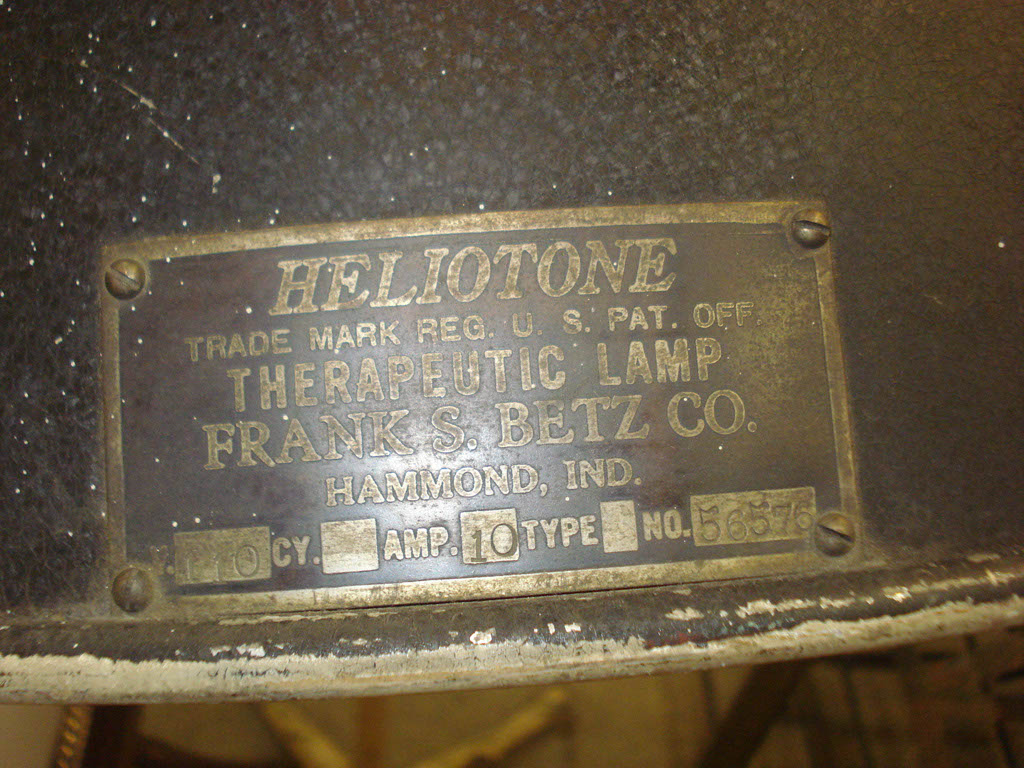 HELIOTONE
TRADE MARK REG. U. S. PAT. OFF.
THERAPEUTIC LAMP
FRANK S. BETZ CO.
HAMMOND, IND.
110 CY. AMP. 10 TYPE NO. 56576